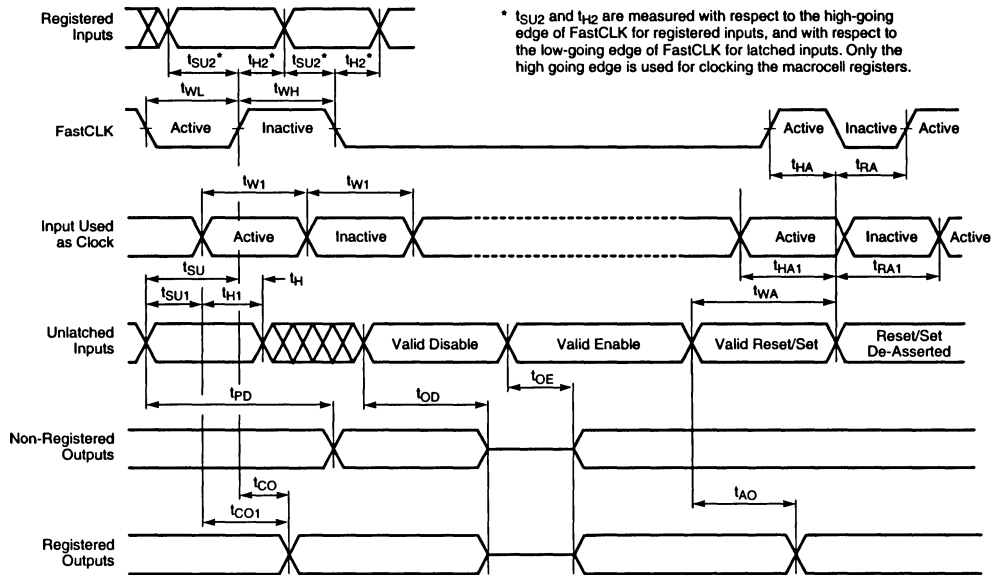 Registered
Inputs
* tSU2 and tH2 are measured with respect to the high-going
edge of FastCLK for registered inputs, and with respect to
the low-going edge of FastCLK for latched inputs. Only the
high going edge is used for clocking the macrocell registers.
tSU2* tH2* tSU2* tH2*
tWL tWH
FastCLK Active Inactive Active Inactive Active
tHA tRA
tW1 tW1
Input Used
as Clock
Active Inactive Active Inactive Active
tSU tH tHA1 tRA1
tSU1 tH1 tWA
Unlatched
Inputs
Valid Disable Valid Enable Valid Reset/Set Reset/Set
De-Asserted
tPD tOD tOE
Non-Registered
Outputs
tCO tAO
tCO1
Registered
Outputs